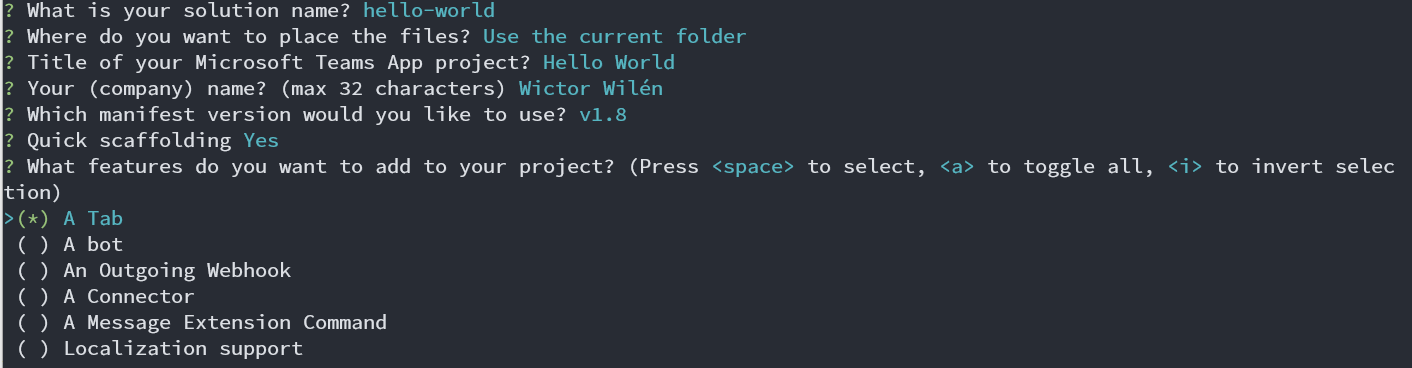 ? What is your solution name? hello-world
? Where do you want to place the files? Use the current folder
? Title of your Microsoft Teams App project? Hello World
? Your (company) name? (max 32 characters) Wictor Wilén
? Which manifest version would you like to use? v1.8
? Quick scaffolding Yes
? What features do you want to add to your project? (Press <space> to select, <a> to toggle all, <i> to invert selec
tion)
>(*) A Tab
( ) A bot
( ) An Outgoing Webhook
( ) A Connector
( ) A Message Extension Command
( ) Localization support